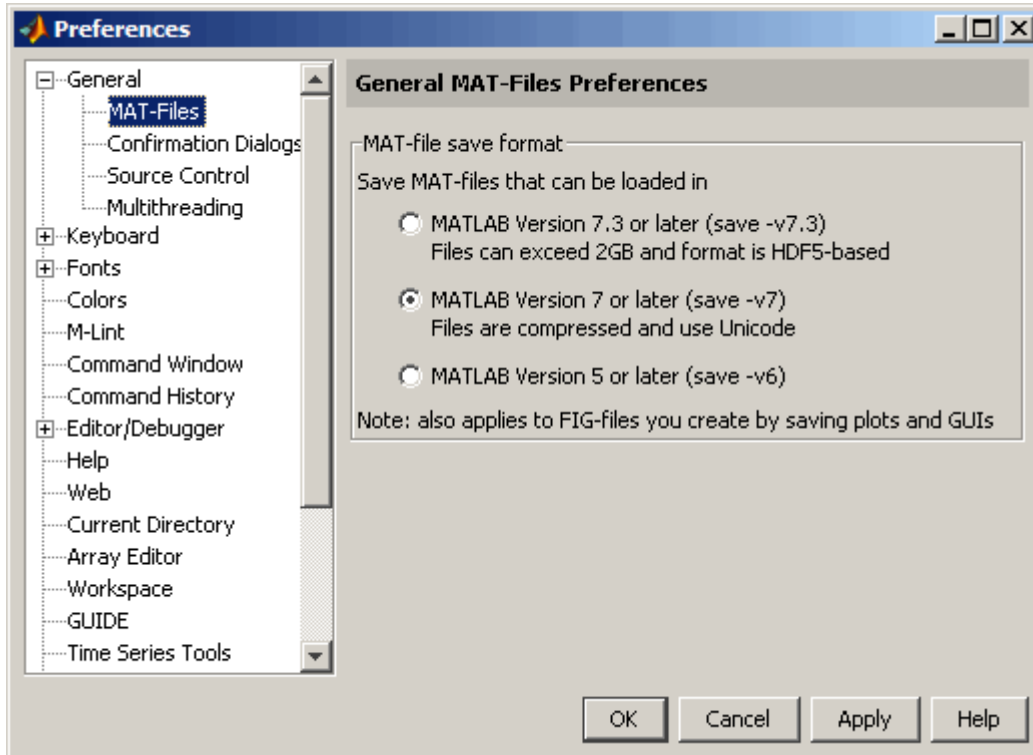 Preferences
General
MAT-Files
Confirmation Dialogs
Source Control
Multithreading
Keyboard
Fonts
Colors
M-Lint
Command Window
Command History
Editor/Debugger
Help
Web
Current Directory
Array Editor
Workspace
GUIDE
Time Series Tools
General MAT-Files Preferences
MAT-file save format
Save MAT-files that can be loaded in
MATLAB Version 7.3 or later (save -v7.3)
Files can exceed 2GB and format is HDF5-based
MATLAB Version 7 or later (save -v7)
Files are compressed and use Unicode
MATLAB Version 5 or later (save -v6)
Note: also applies to FIG-files you create by saving plots and GUIs
OK Cancel Apply Help